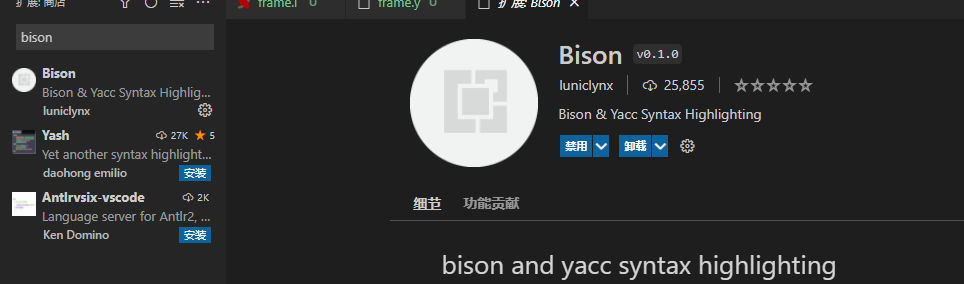 扩展: 商店
bison
Bison
Bison & Yacc Syntax Highlig...
luniclynx
Yash
27K
5
Yet another syntax highlight...
daohong emilio
安装
Antlrvsix-vscode
2K
Language server for Antlr2, ...
Ken Domino
安装
frame.l U
frame.y U
扩展: Bison
Bison v0.1.0
luniclynx 25,855
Bison & Yacc Syntax Highlighting
禁用 卸载
细节 功能贡献
bison and yacc syntax highlighting